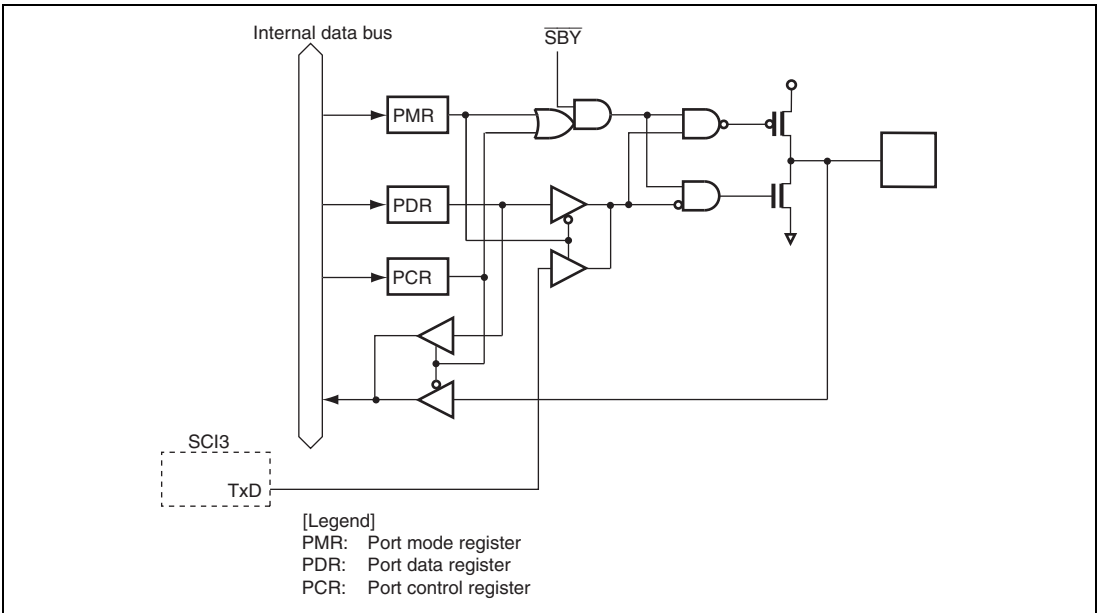 Internal data bus
S̅B̅Y̅
PMR
PDR
PCR
SCI3
TxD
[Legend]
PMR: Port mode register
PDR: Port data register
PCR: Port control register